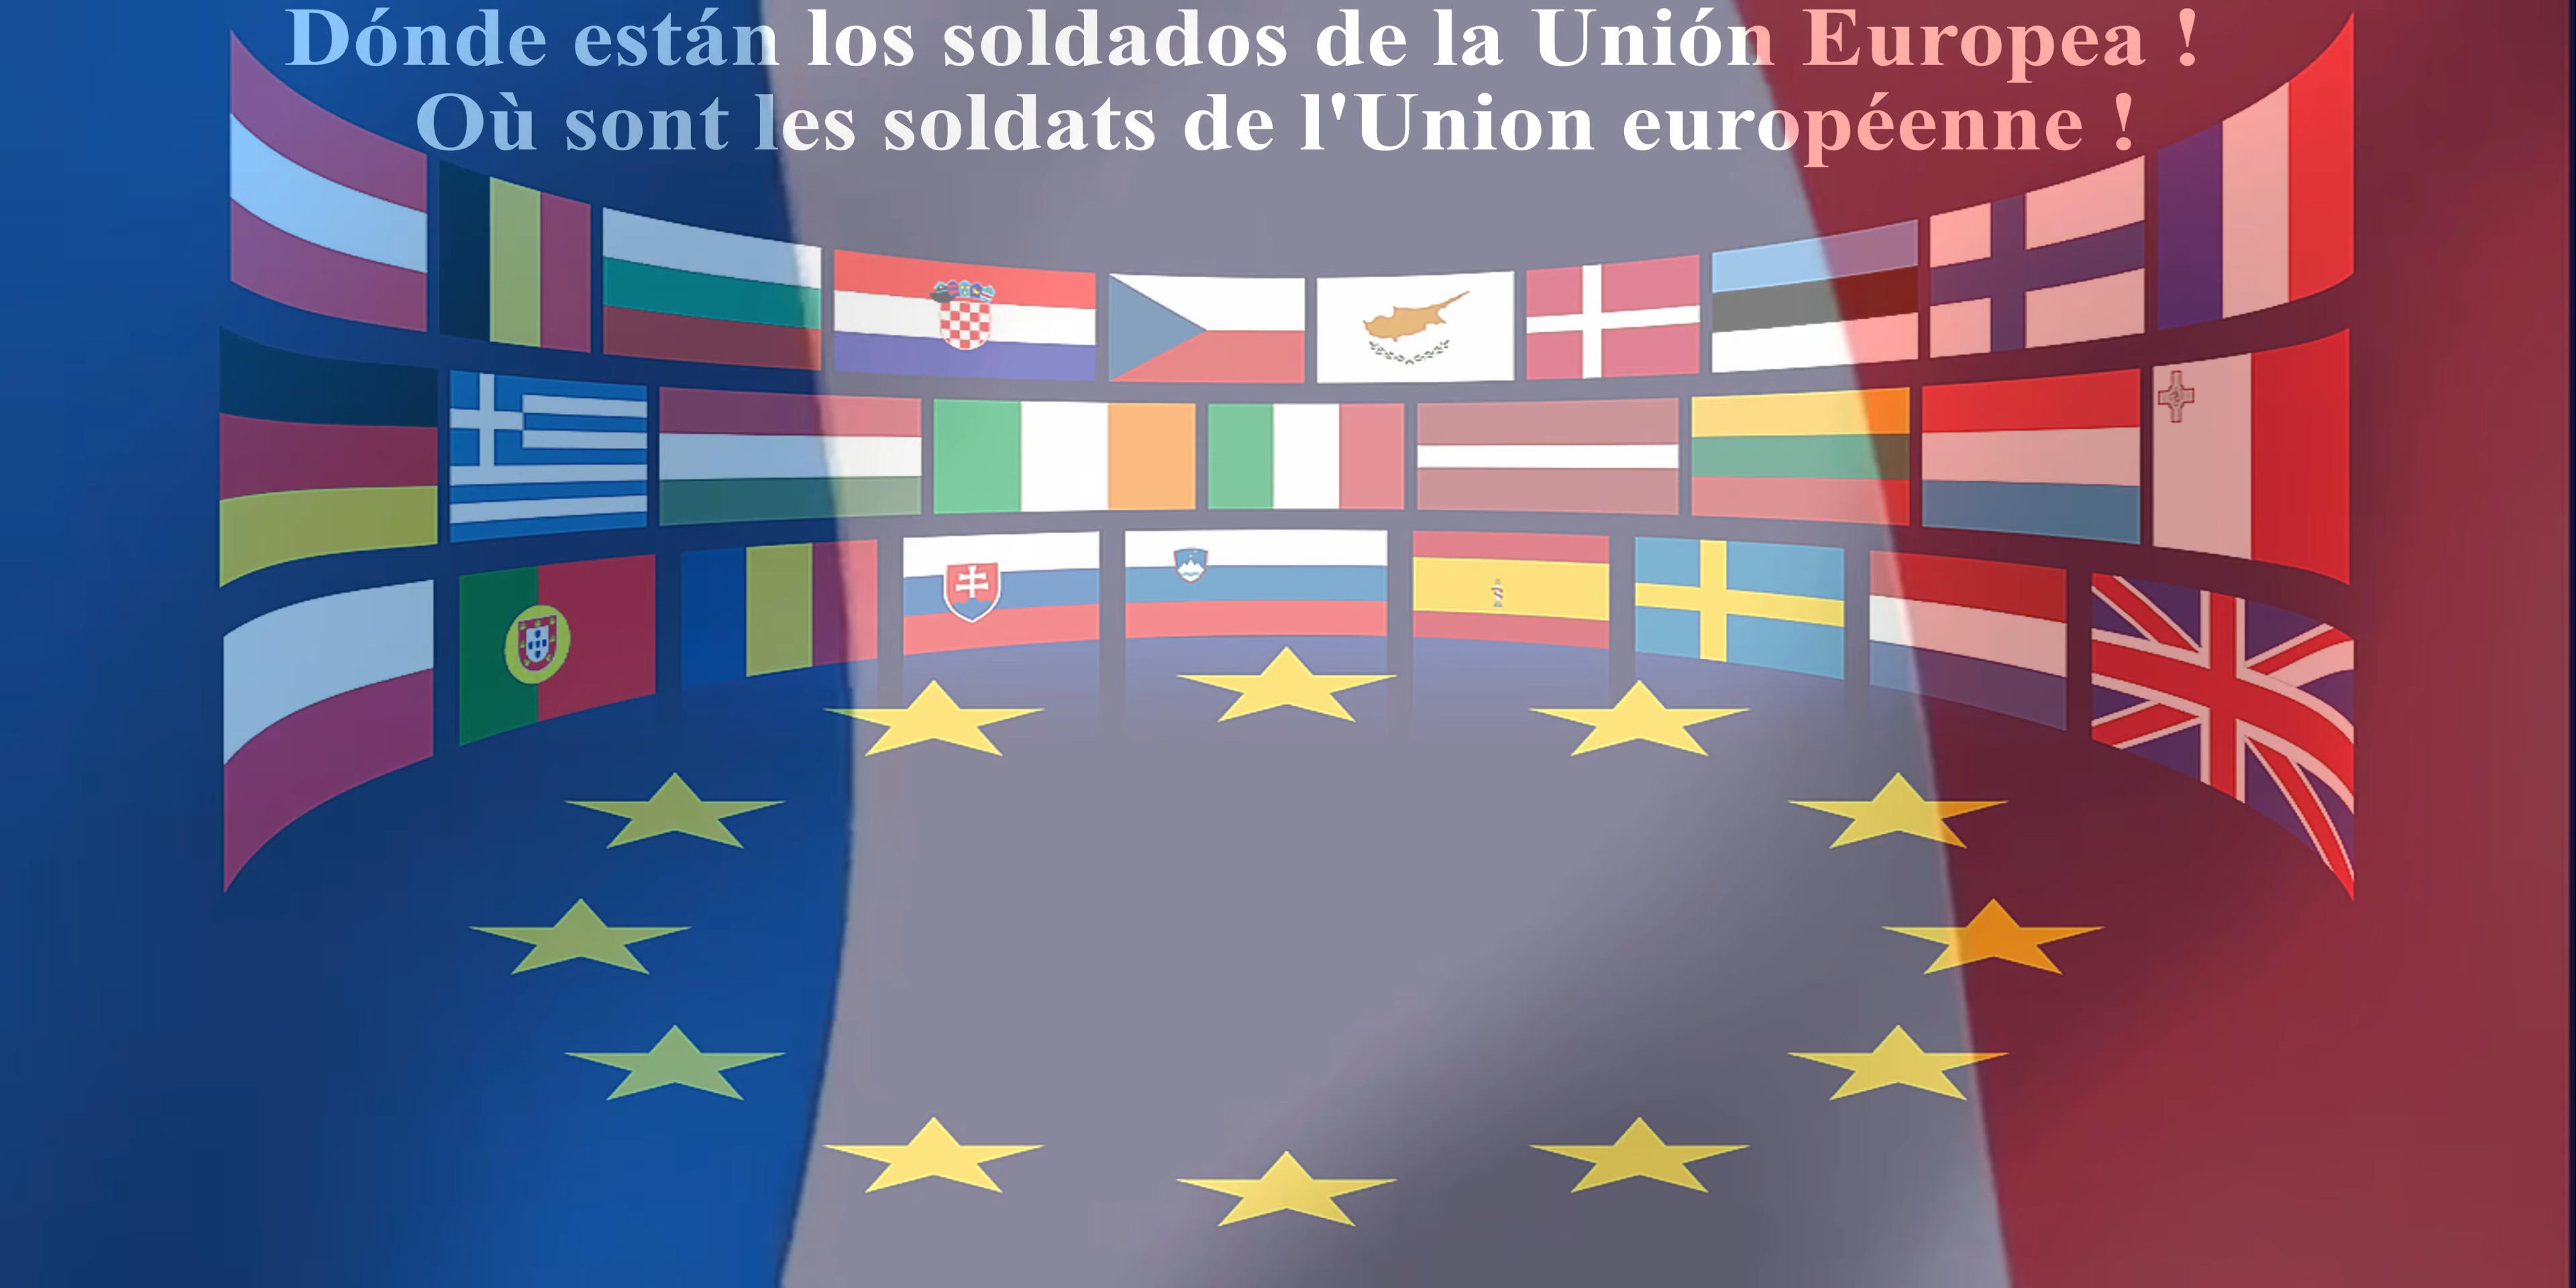 Dónde están los soldados de la Unión Europea !
Où sont les soldats de l'Union européenne !